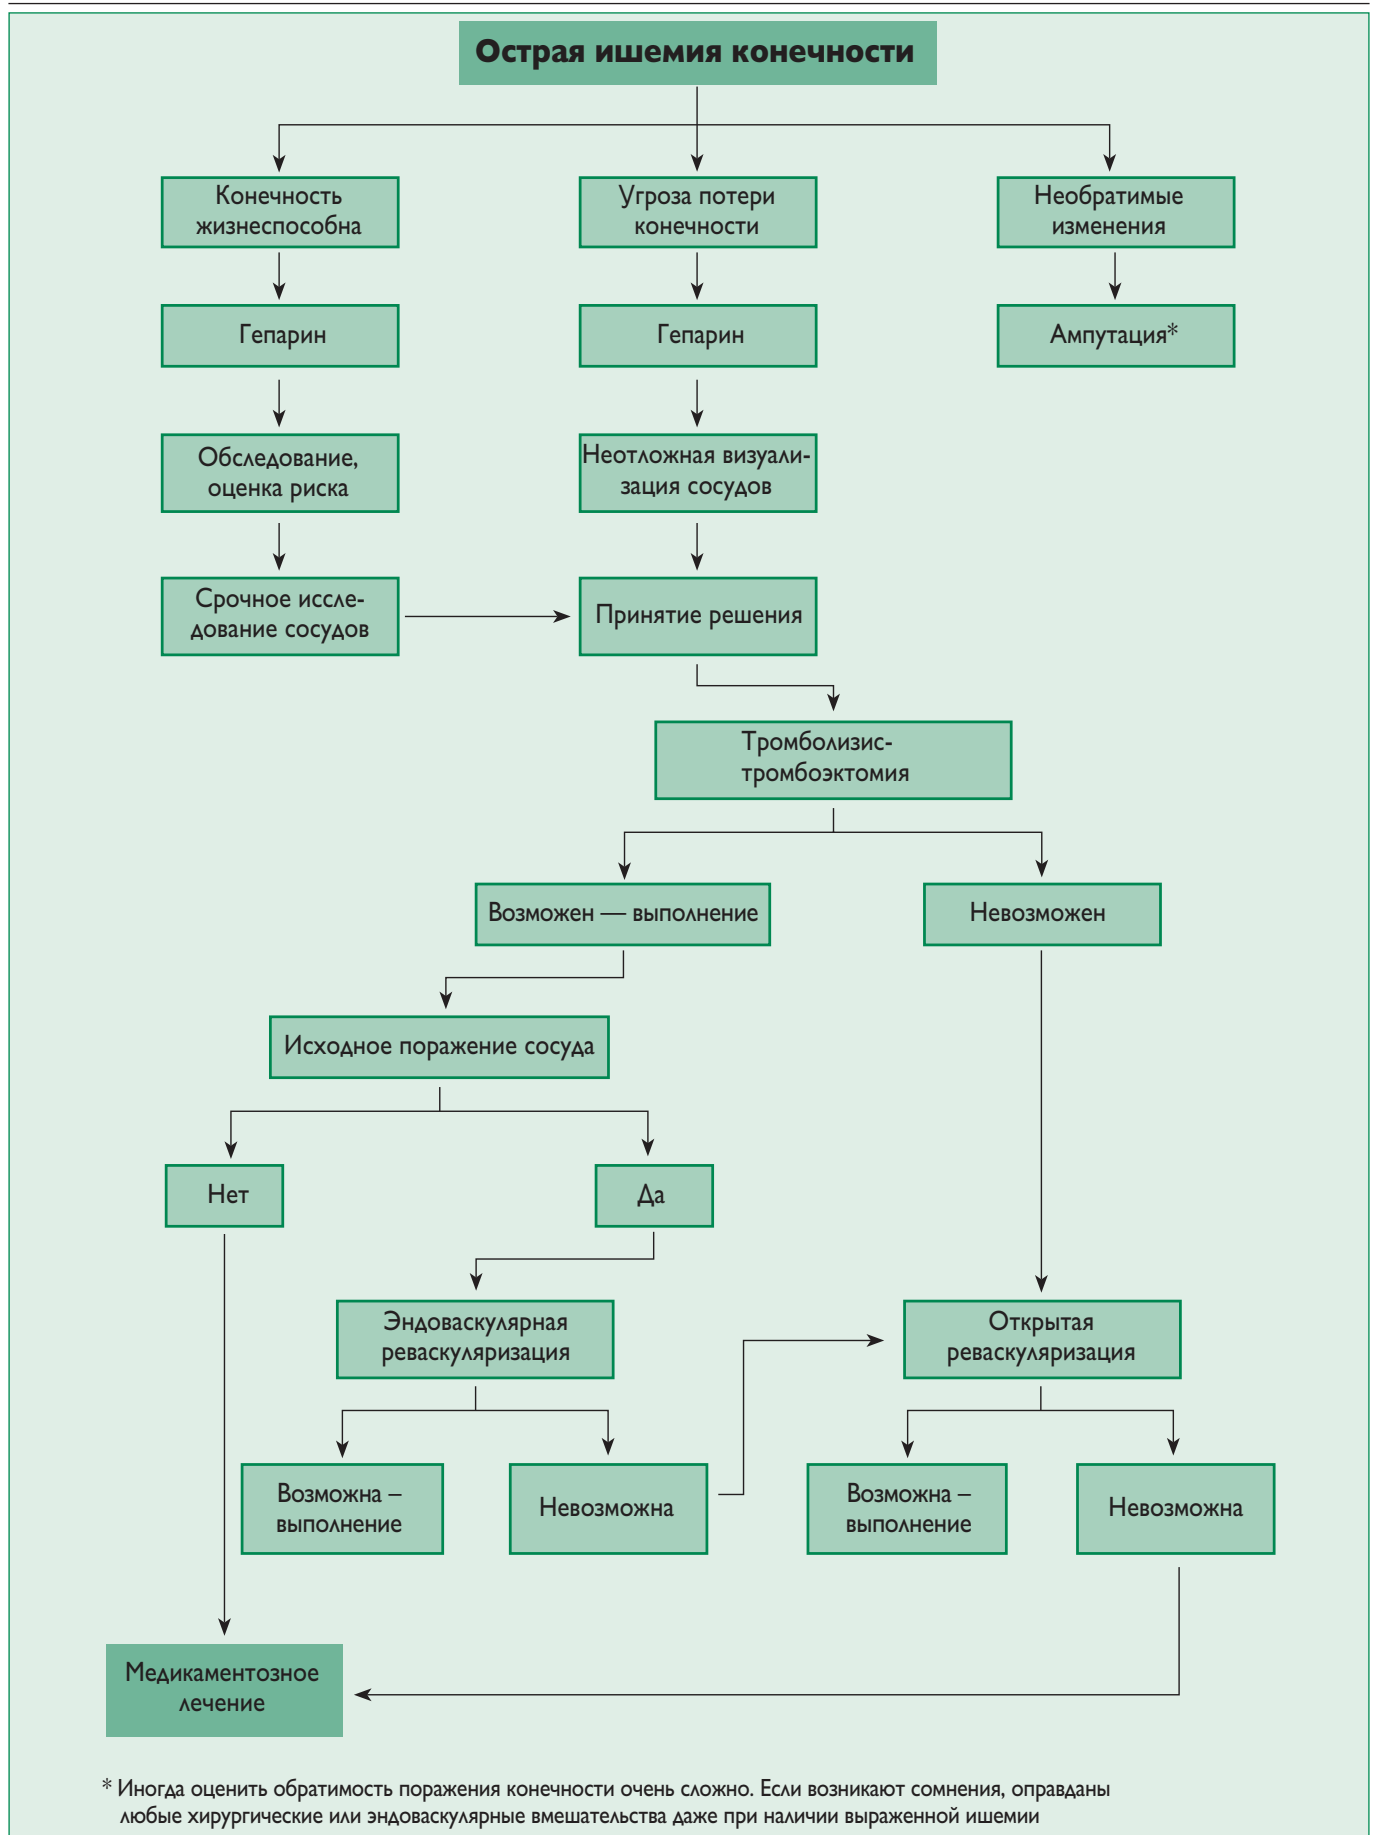 Острая ишемия конечности
Конечность
жизнеспособна
Угроза потери
конечности
Необратимые
изменения
Гепарин
Гепарин
Ампутация*
Обследование,
оценка риска
Неотложная визуали-
зация сосудов
Срочное иссле-
дование сосудов
Принятие решения
Тромболизис-
тромбоэктомия
Возможен — выполнение
Невозможен
Исходное поражение сосуда
Нет
Да
Эндоваскулярная
реваскуляризация
Открытая
реваскуляризация
Возможна –
выполнение
Невозможна
Возможна –
выполнение
Невозможна
Медикаментозное
лечение
* Иногда оценить обратимость поражения конечности очень сложно. Если возникают сомнения, оправданы
любые хирургические или эндоваскулярные вмешательства даже при наличии выраженной ишемии